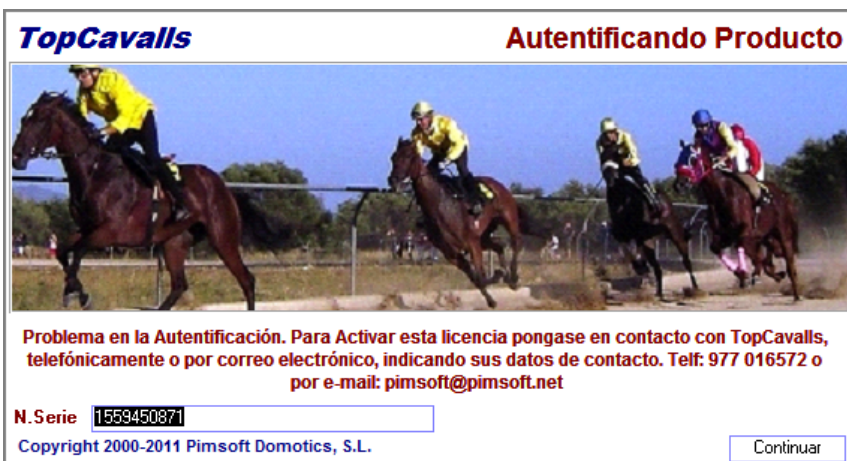 TopCavalls
Autentificando Producto
Problema en la Autentificación. Para Activar esta licencia pongase en contacto con TopCavalls,
telefónicamente o por correo electrónico, indicando sus datos de contacto. Telf: 977 016572 o
por e-mail: pimsoft@pimsoft.net
N.Serie 1559450871
Copyright 2000-2011 Pimsoft Domotics, S.L.
Continuar